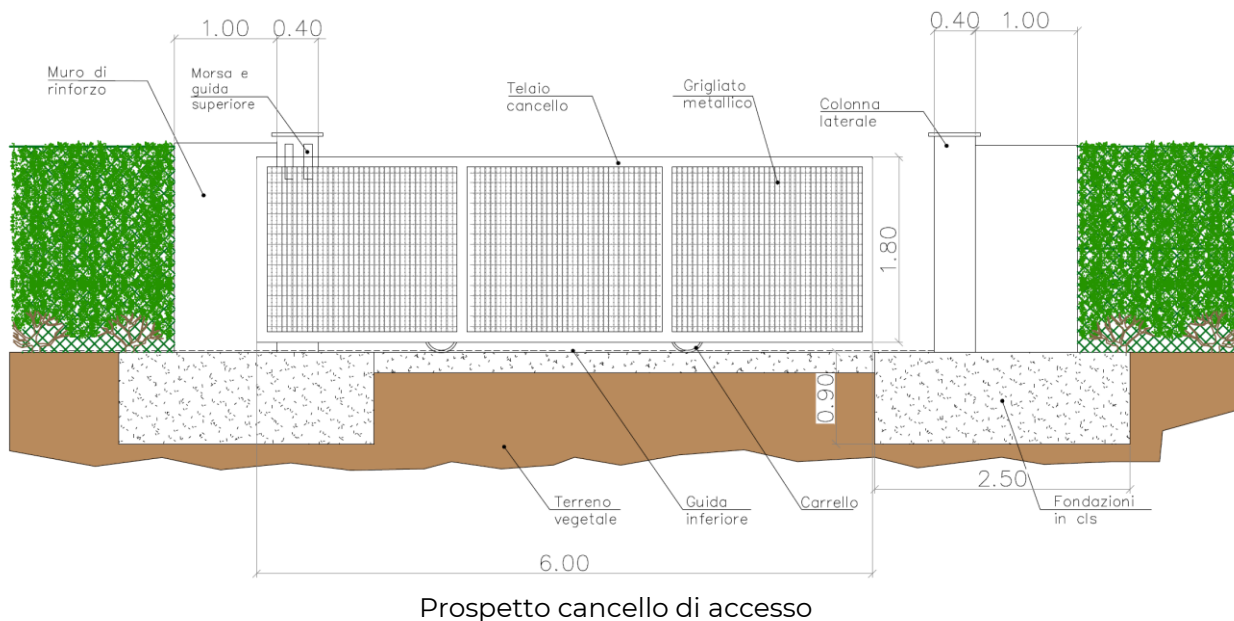 1.00
0.40
0.40
1.00
Muro di
rinforzo
Morsa e
guida
superiore
Telaio
cancello
Grigliato
metallico
Colonna
laterale
1.80
0.90
2.50
Terreno
vegetale
Guida
inferiore
Carrello
Fondazioni
in cls
6.00
Prospetto cancello di accesso